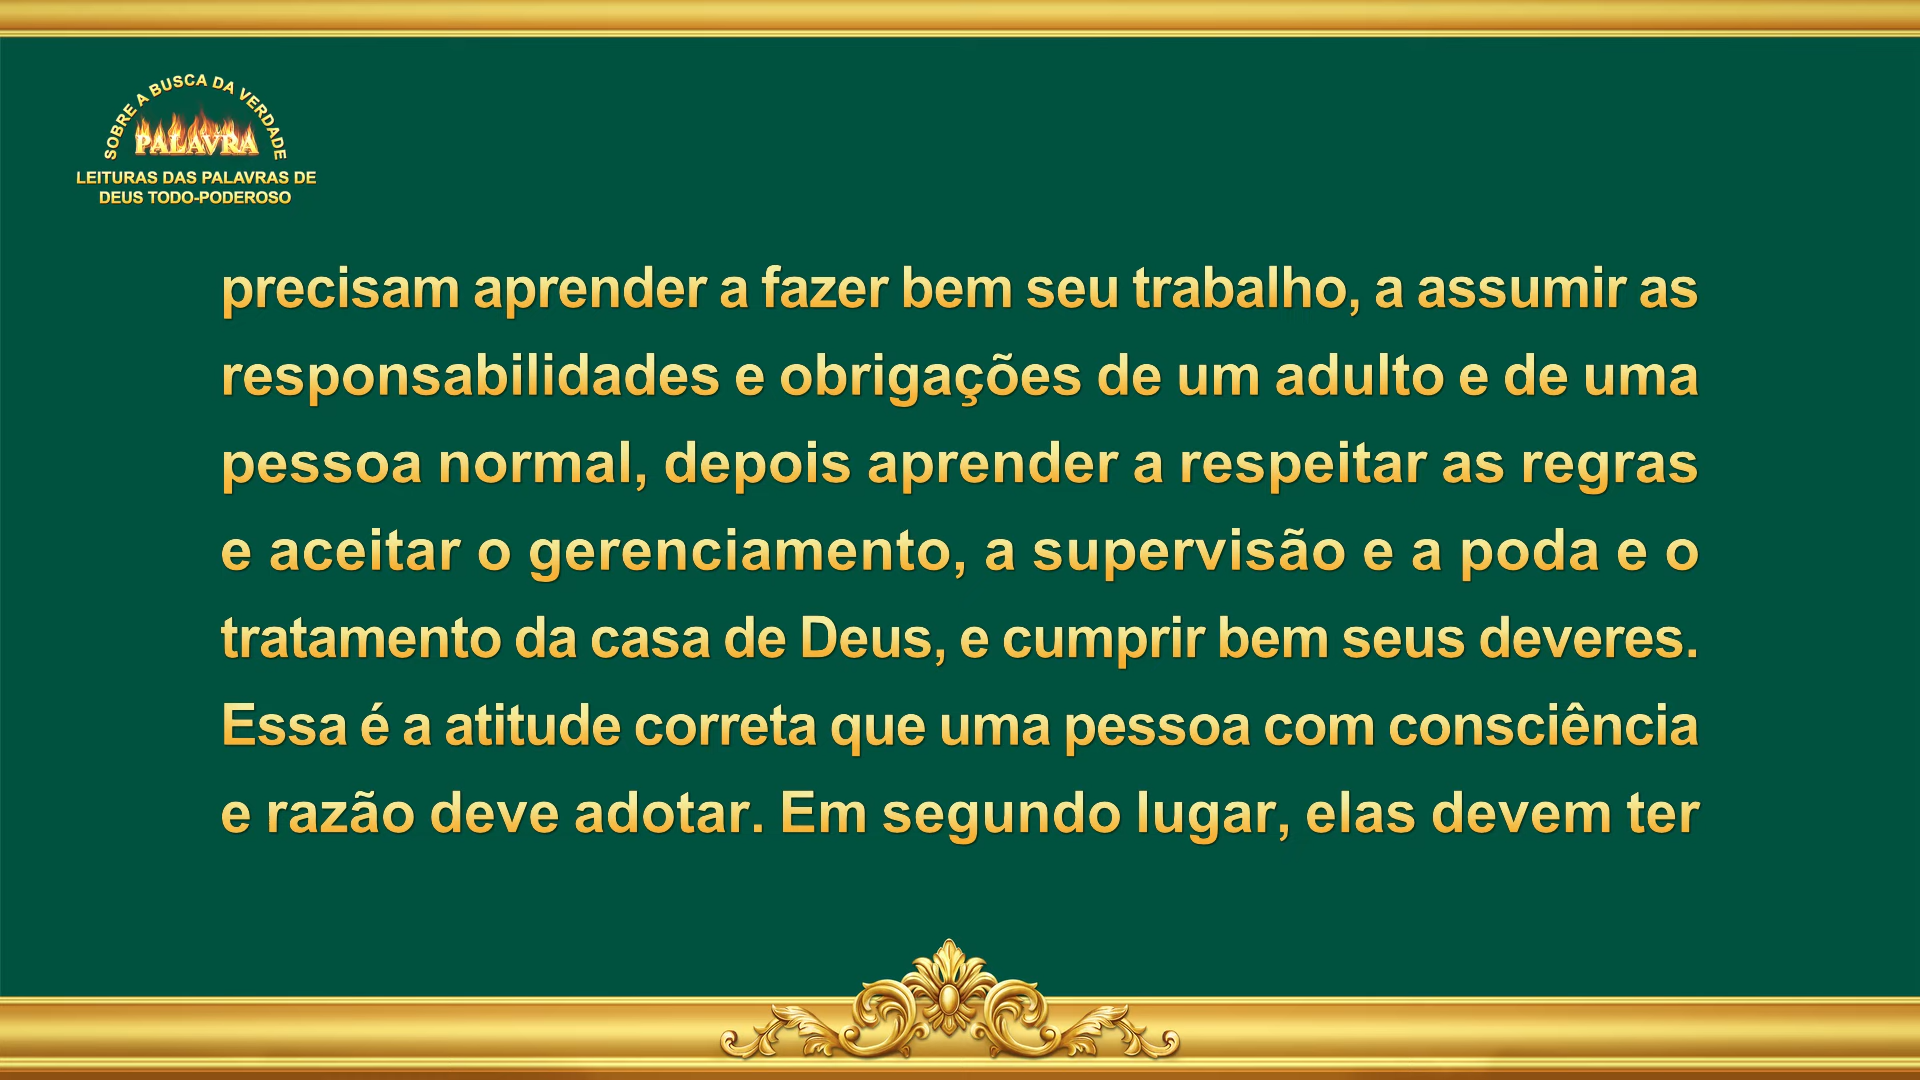 SOBRE A BUSCA DA VERDADE
PALAVRA
LEITURAS DAS PALAVRAS DE
DEUS TODO-PODEROSO
precisam aprender a fazer bem seu trabalho, a assumir as
responsabilidades e obrigações de um adulto e de uma
pessoa normal, depois aprender a respeitar as regras
e aceitar o gerenciamento, a supervisão e a poda e o
tratamento da casa de Deus, e cumprir bem seus deveres.
Essa é a atitude correta que uma pessoa com consciência
e razão deve adotar. Em segundo lugar, elas devem ter